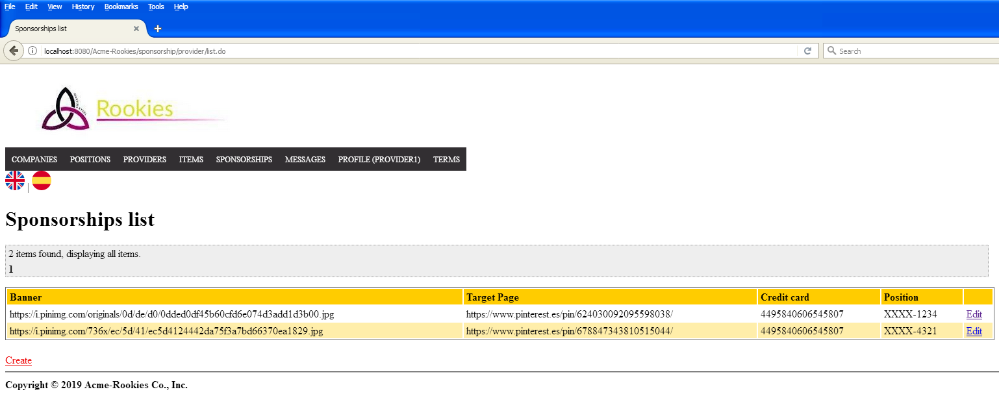 File Edit View History Bookmarks Tools Help
Sponsorships list
localhost:8080/Acme-Rookies/sponsorship/provider/list.do
Search
Rookies
COMPANIES POSITIONS PROVIDERS ITEMS SPONSORSHIPS MESSAGES PROFILE (PROVIDER1) TERMS
|
Sponsorships list
2 items found, displaying all items.
1
Banner Target Page Credit card Position
https://i.pinimg.com/originals/0d/de/d0/0dded0df45b60cfd6e074d3add1d3b00.jpg https://www.pinterest.es/pin/624030092095598038/ 4495840606545807 XXXX-1234 Edit
https://i.pinimg.com/736x/ec/5d/41/ec5d4124442da75f3a7bd66370ea1829.jpg https://www.pinterest.es/pin/678847343810515044/ 4495840606545807 XXXX-4321 Edit
Create
Copyright © 2019 Acme-Rookies Co., Inc.